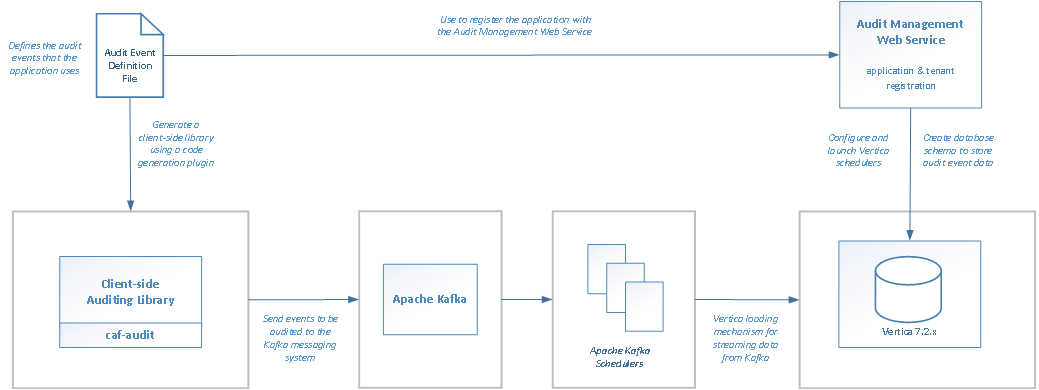 Defines the audit
events that the
application uses
Audit Event
Definition
File
Use to register the application with
the Audit Management Web Service
Audit Management
Web Service
application & tenant
registration
Generate a
client-side library
using a code
generation plugin
Configure and
launch Vertica
schedulers
Create database
schema to store
audit event data
Client-side
Auditing Library
caf-audit
Send events to be
audited to the
Kafka messaging
system
Apache Kafka
Apache Kafka
Schedulers
Vertica loading
mechanism for
streaming data
from Kafka
Vertica 7.2.x